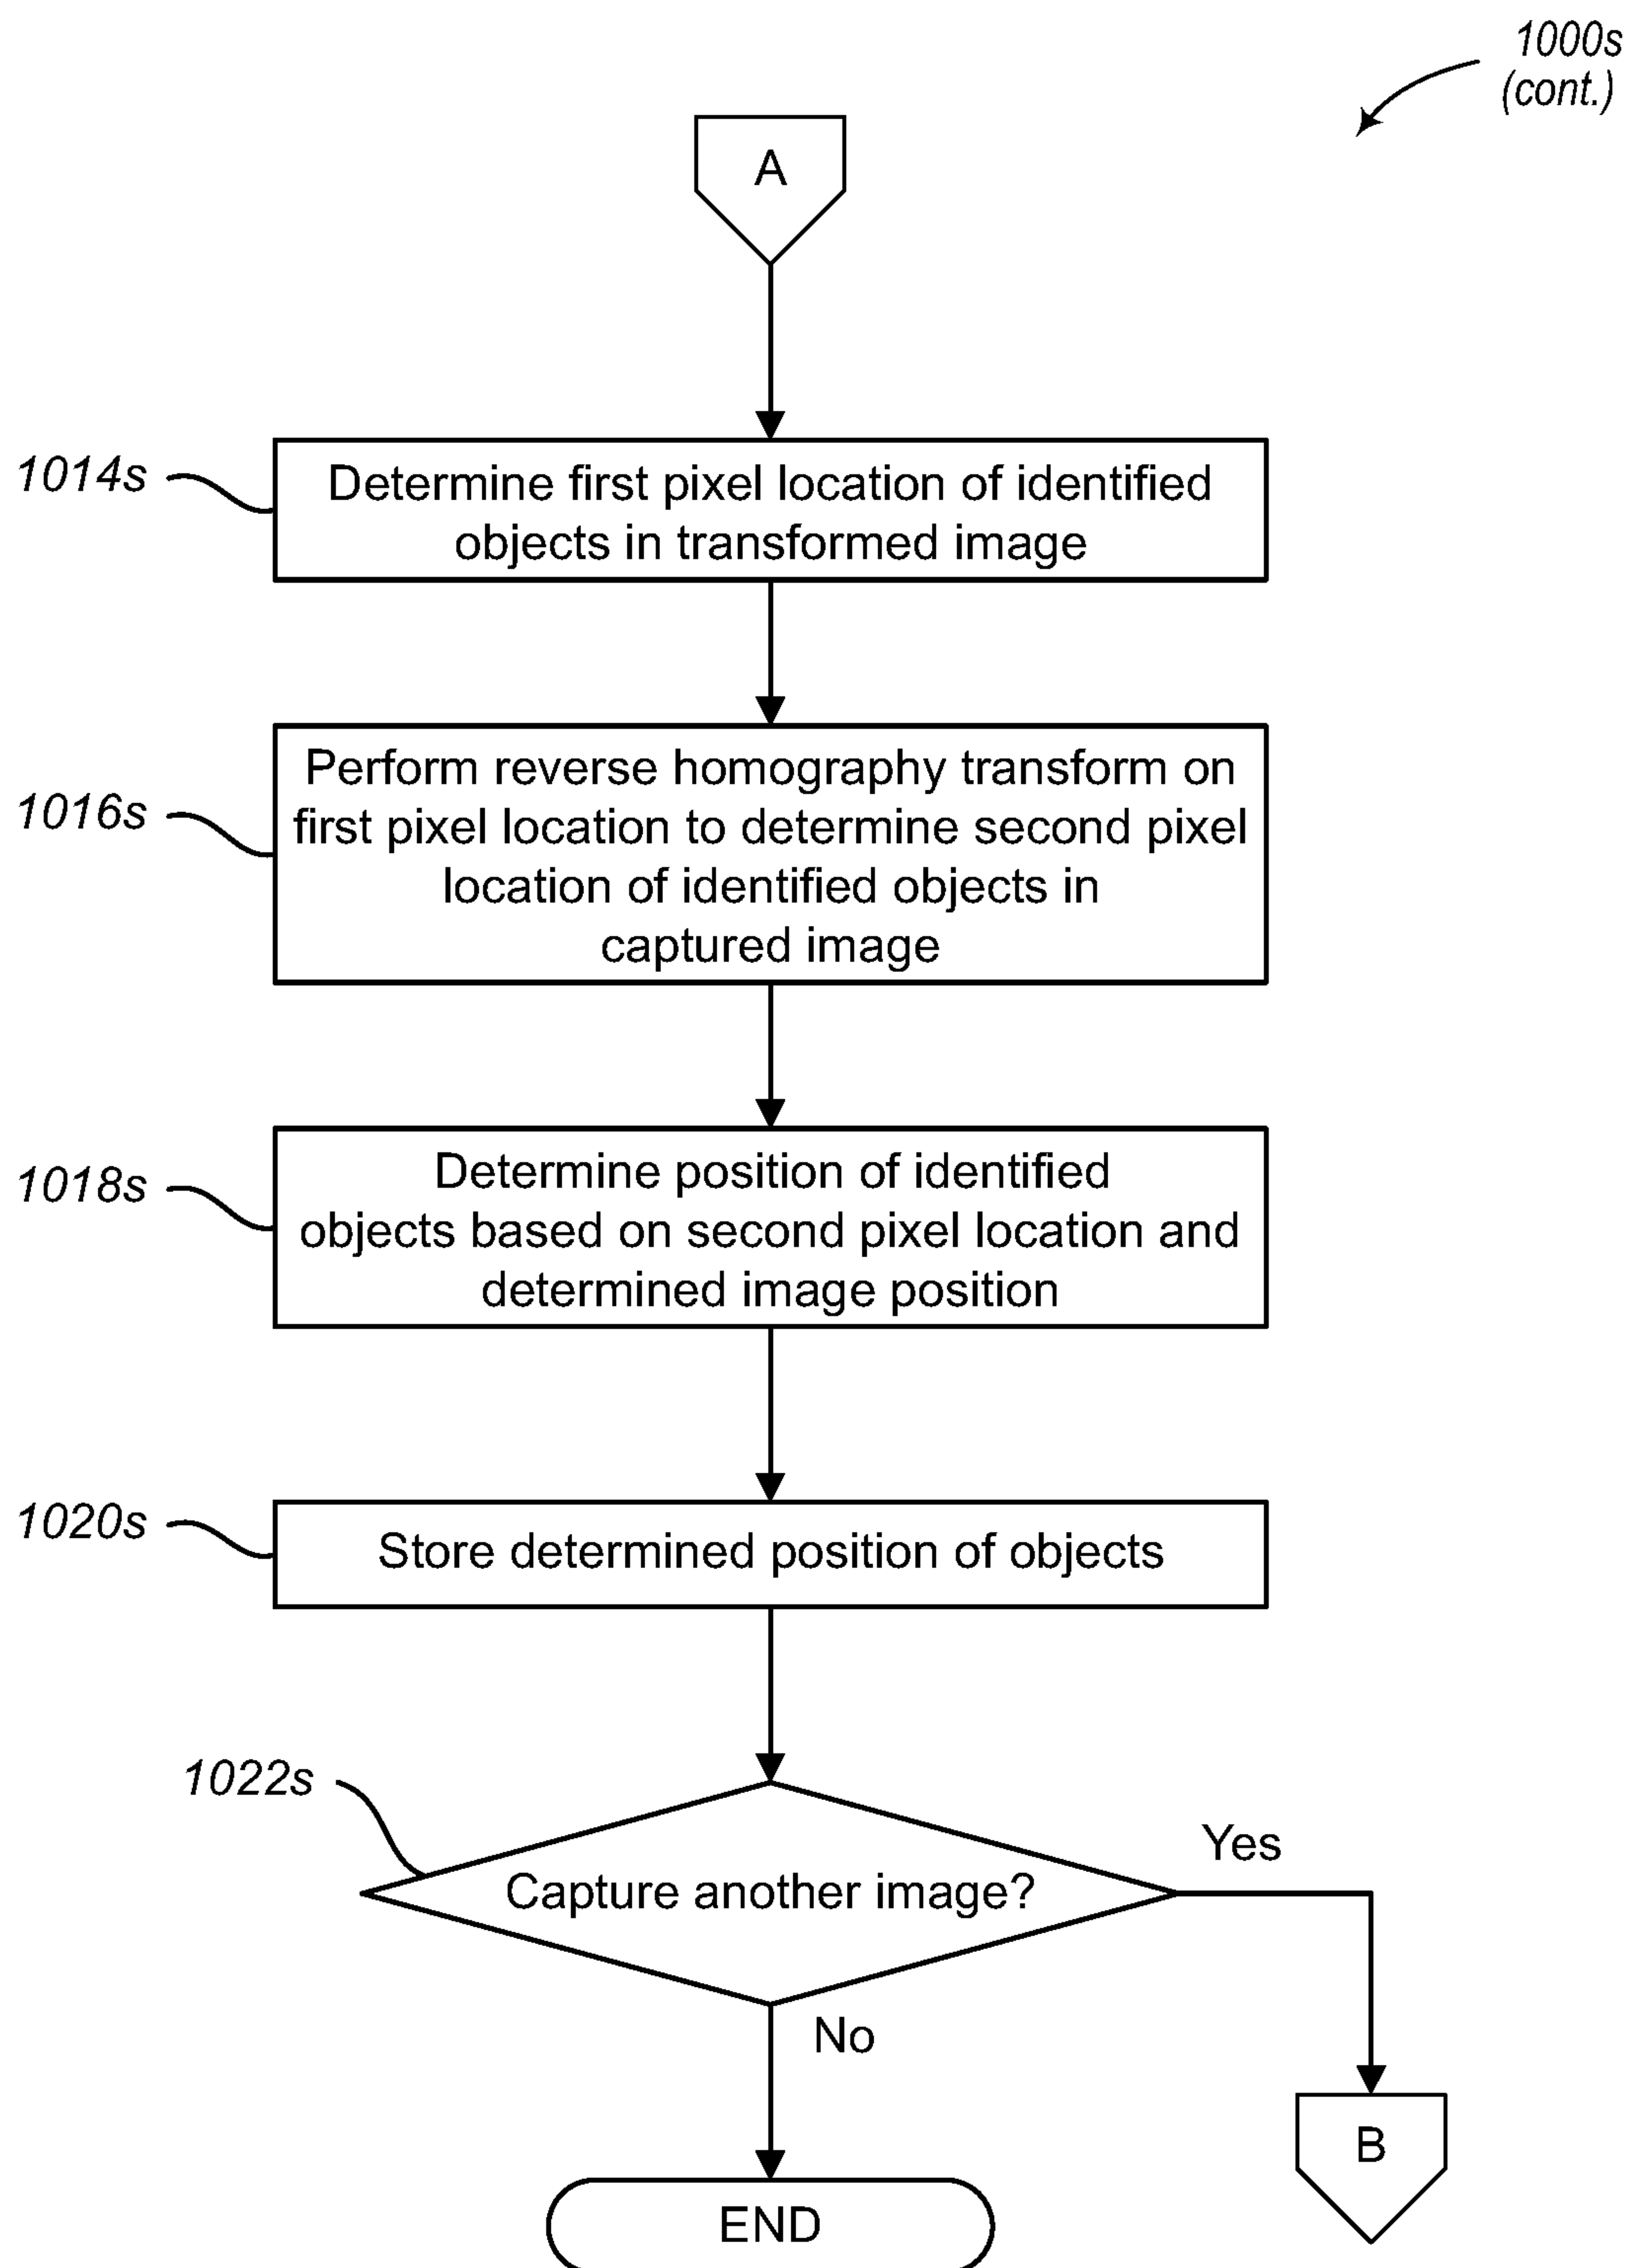 1000s
(cont.)
A
1014s
Determine first pixel location of identified
objects in transformed image
1016s
Perform reverse homography transform on
first pixel location to determine second pixel
location of identified objects in
captured image
1018s
Determine position of identified
objects based on second pixel location and
determined image position
1020s
Store determined position of objects
1022s
Capture another image?
Yes
No
B
END